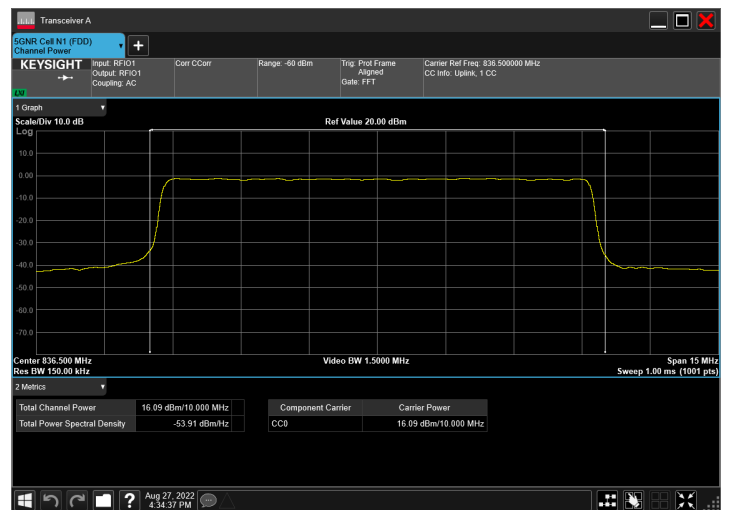 Transceiver A
5GNR Cell N1 (FDD)
Channel Power
KEYSIGHT
Input: RFIO1
Output: RFIO1
Coupling: AC
Corr CCorr
Range: -60 dBm
Trig: Prot Frame
Aligned
Gate: FFT
Carrier Ref Freq: 836.500000 MHz
CC Info: Uplink, 1 CC
LXI
1 Graph
Scale/Div 10.0 dB
Ref Value 20.00 dBm
Log
10.0
0.00
-10.0
-20.0
-30.0
-40.0
-50.0
-60.0
-70.0
Center 836.500 MHz
Video BW 1.5000 MHz
Span 15 MHz
Res BW 150.00 kHz
Sweep 1.00 ms (1001 pts)
2 Metrics
Total Channel Power 16.09 dBm/10.000 MHz
Total Power Spectral Density -53.91 dBm/Hz
Component Carrier Carrier Power
CC0 16.09 dBm/10.000 MHz
Aug 27, 2022
4:34:37 PM